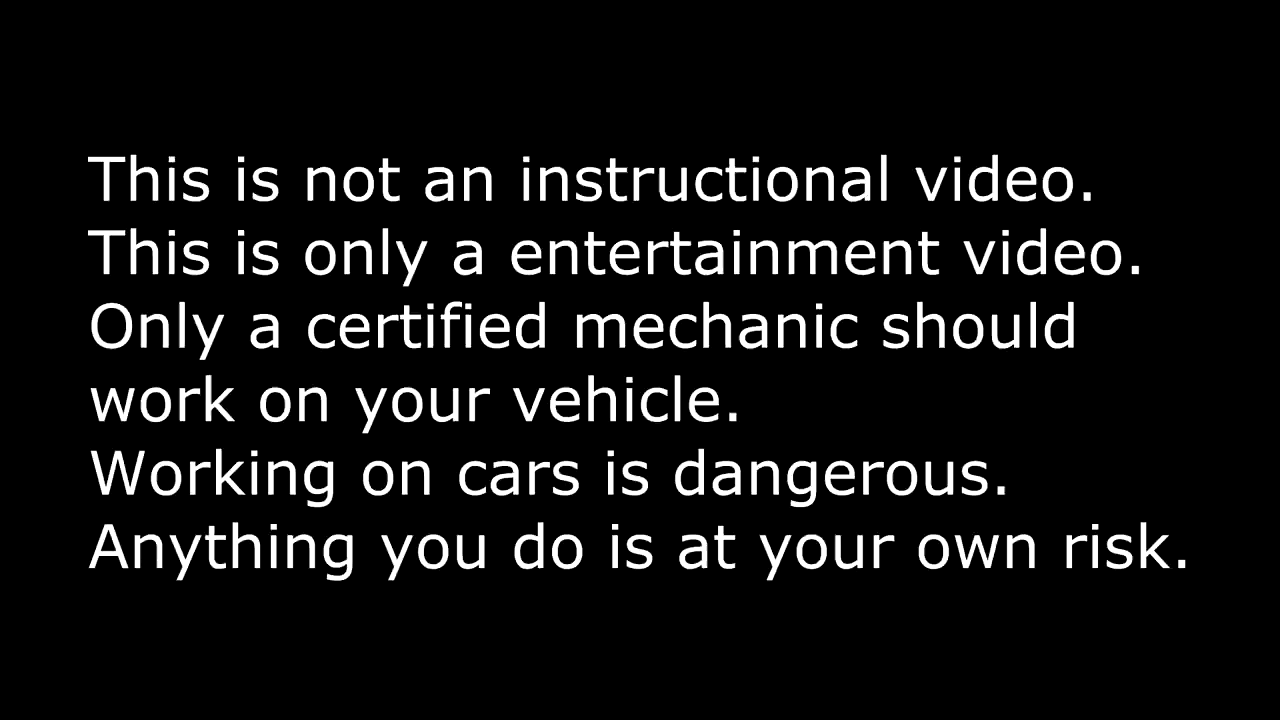 This is not an instructional video.
This is only a entertainment video.
Only a certified mechanic should
work on your vehicle.
Working on cars is dangerous.
Anything you do is at your own risk.